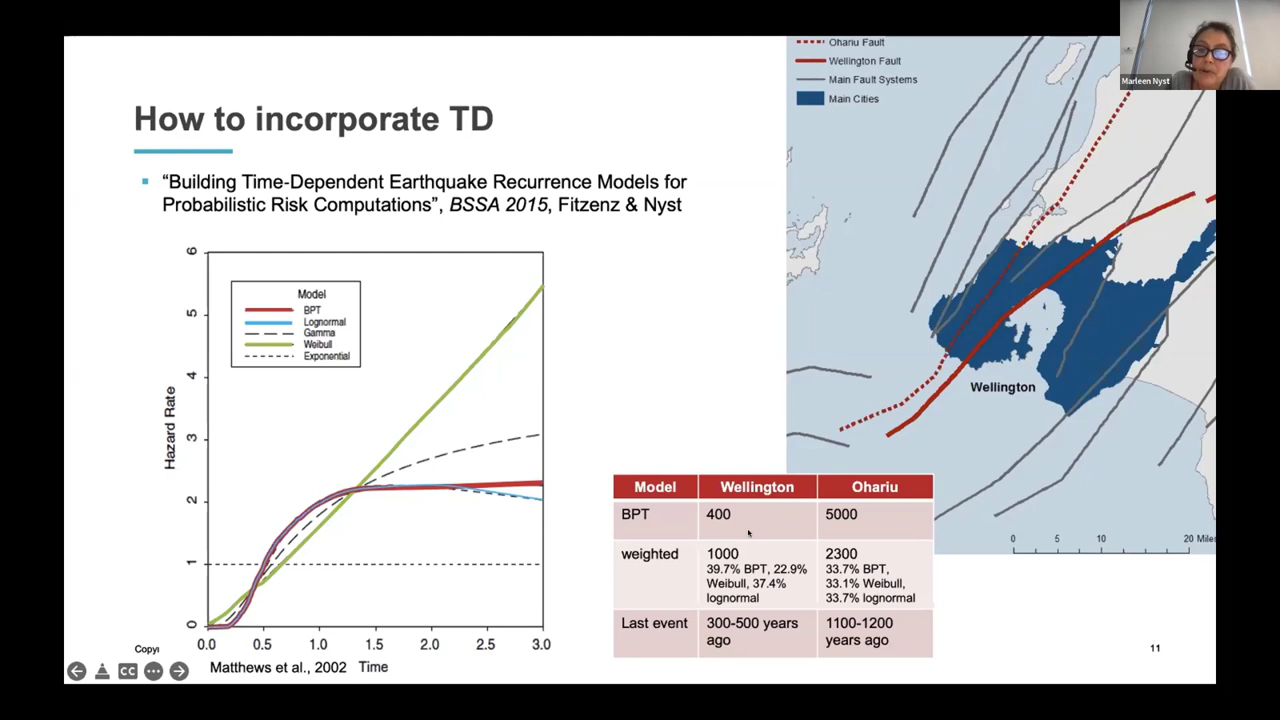 How to incorporate TD
“Building Time-Dependent Earthquake Recurrence Models for
Probabilistic Risk Computations”, BSSA 2015, Fitzenz & Nyst
6
5
4
3
2
1
0
Hazard Rate
Model
BPT
Lognormal
Gamma
Weibull
Exponential
0.0 0.5 1.0 1.5 2.0 2.5 3.0
Time
Matthews et al., 2002
Copyr
CC
Ohariu Fault
Wellington Fault
Main Fault Systems
Main Cities
Marleen Nyst
Wellington
0 5 10 20 Miles
Model Wellington Ohariu
BPT 400 5000
weighted 1000
39.7% BPT, 22.9%
Weibull, 37.4%
lognormal
2300
33.7% BPT,
33.1% Weibull,
33.7% lognormal
Last event 300-500 years
ago
1100-1200
years ago
11